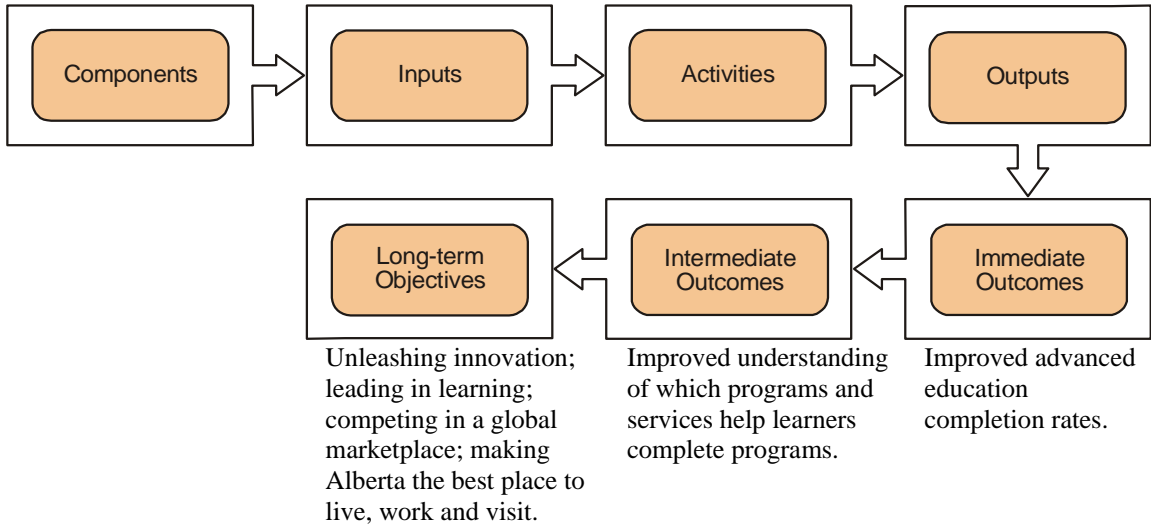 Components
Inputs
Activities
Outputs
Long-term
Objectives
Intermediate
Outcomes
Immediate
Outcomes
Unleashing innovation;
leading in learning;
competing in a global
marketplace; making
Alberta the best place to
live, work and visit.
Improved understanding
of which programs and
services help learners
complete programs.
Improved advanced
education
completion rates.